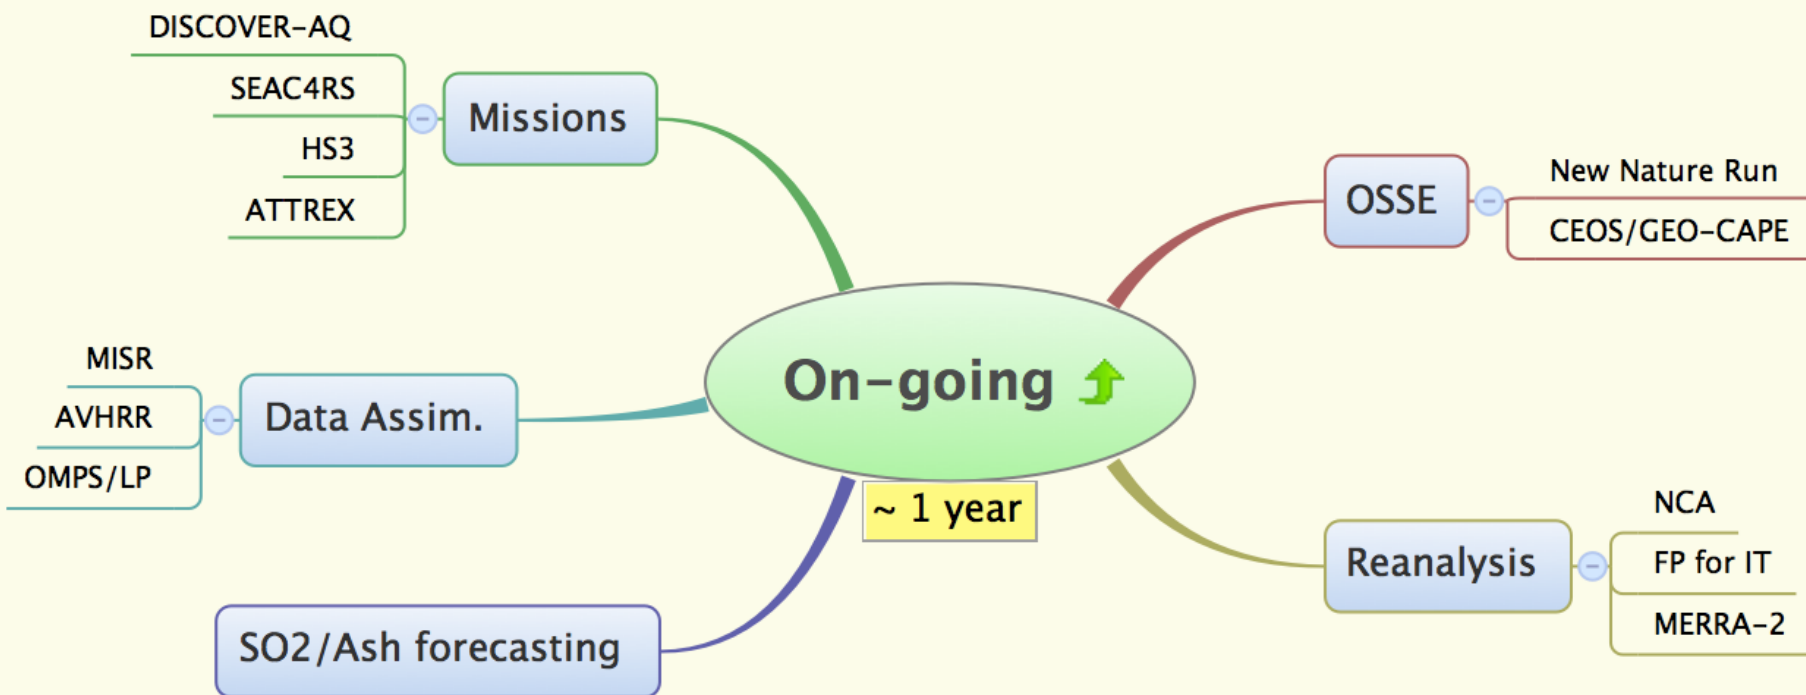 DISCOVER-AQ
SEAC4RS
HS3
ATTREX
Missions
OSSE
New Nature Run
CEOS/GEO-CAPE
On-going
~ 1 year
MISR
AVHRR
OMPS/LP
Data Assim.
SO2/Ash forecasting
Reanalysis
NCA
FP for IT
MERRA-2